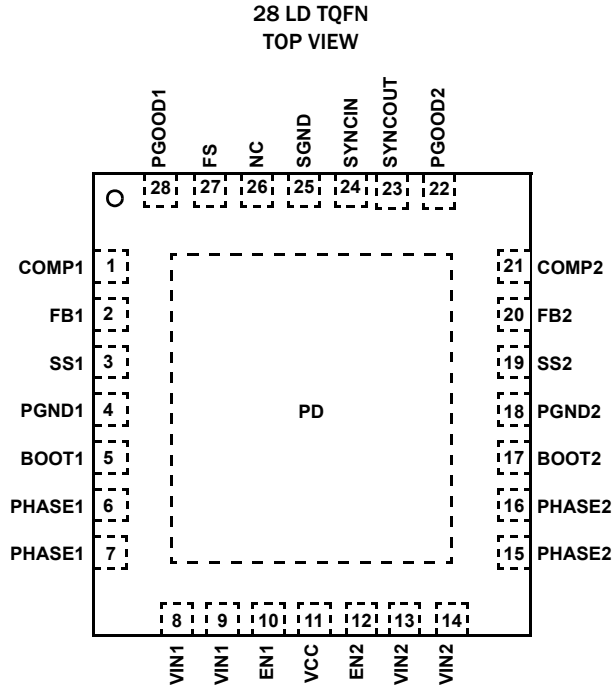 28 LD TQFN
TOP VIEW
PGOOD1
FS
NC
SGND
SYNCIN
SYNCOUT
PGOOD2
28 27 26 25 24 23 22
COMP1 1
FB1 2
SS1 3
PGND1 4
BOOT1 5
PHASE1 6
PHASE1 7
PD
21 COMP2
20 FB2
19 SS2
18 PGND2
17 BOOT2
16 PHASE2
15 PHASE2
8 9 10 11 12 13 14
VIN1
VIN1
EN1
VCC
EN2
VIN2
VIN2